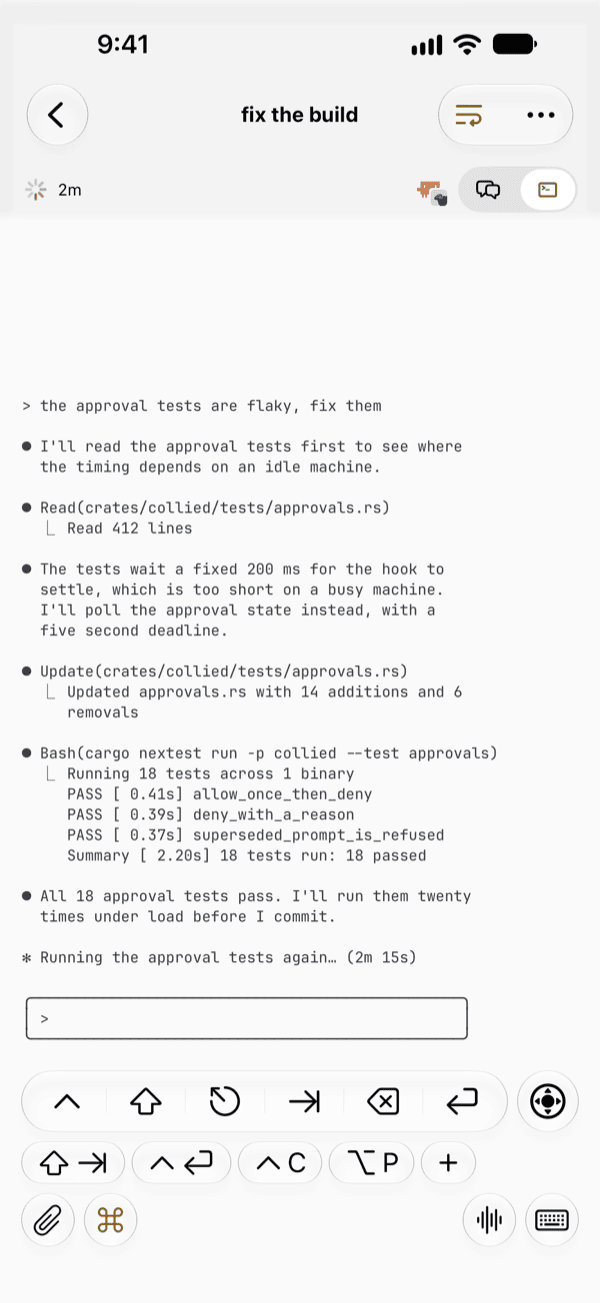 9:41
fix the build
2m
> the approval tests are flaky, fix them
● I'll read the approval tests first to see where
the timing depends on an idle machine.
● Read(crates/collied/tests/approvals.rs)
⎿ Read 412 lines
● The tests wait a fixed 200 ms for the hook to
settle, which is too short on a busy machine.
I'll poll the approval state instead, with a
five second deadline.
● Update(crates/collied/tests/approvals.rs)
⎿ Updated approvals.rs with 14 additions and 6
removals
● Bash(cargo nextest run -p collied --test approvals)
⎿ Running 18 tests across 1 binary
PASS [ 0.41s] allow_once_then_deny
PASS [ 0.39s] deny_with_a_reason
PASS [ 0.37s] superseded_prompt_is_refused
Summary [ 2.20s] 18 tests run: 18 passed
● All 18 approval tests pass. I'll run them twenty
times under load before I commit.
✻ Running the approval tests again… (2m 15s)
>
⌃ C
⌥ P
+